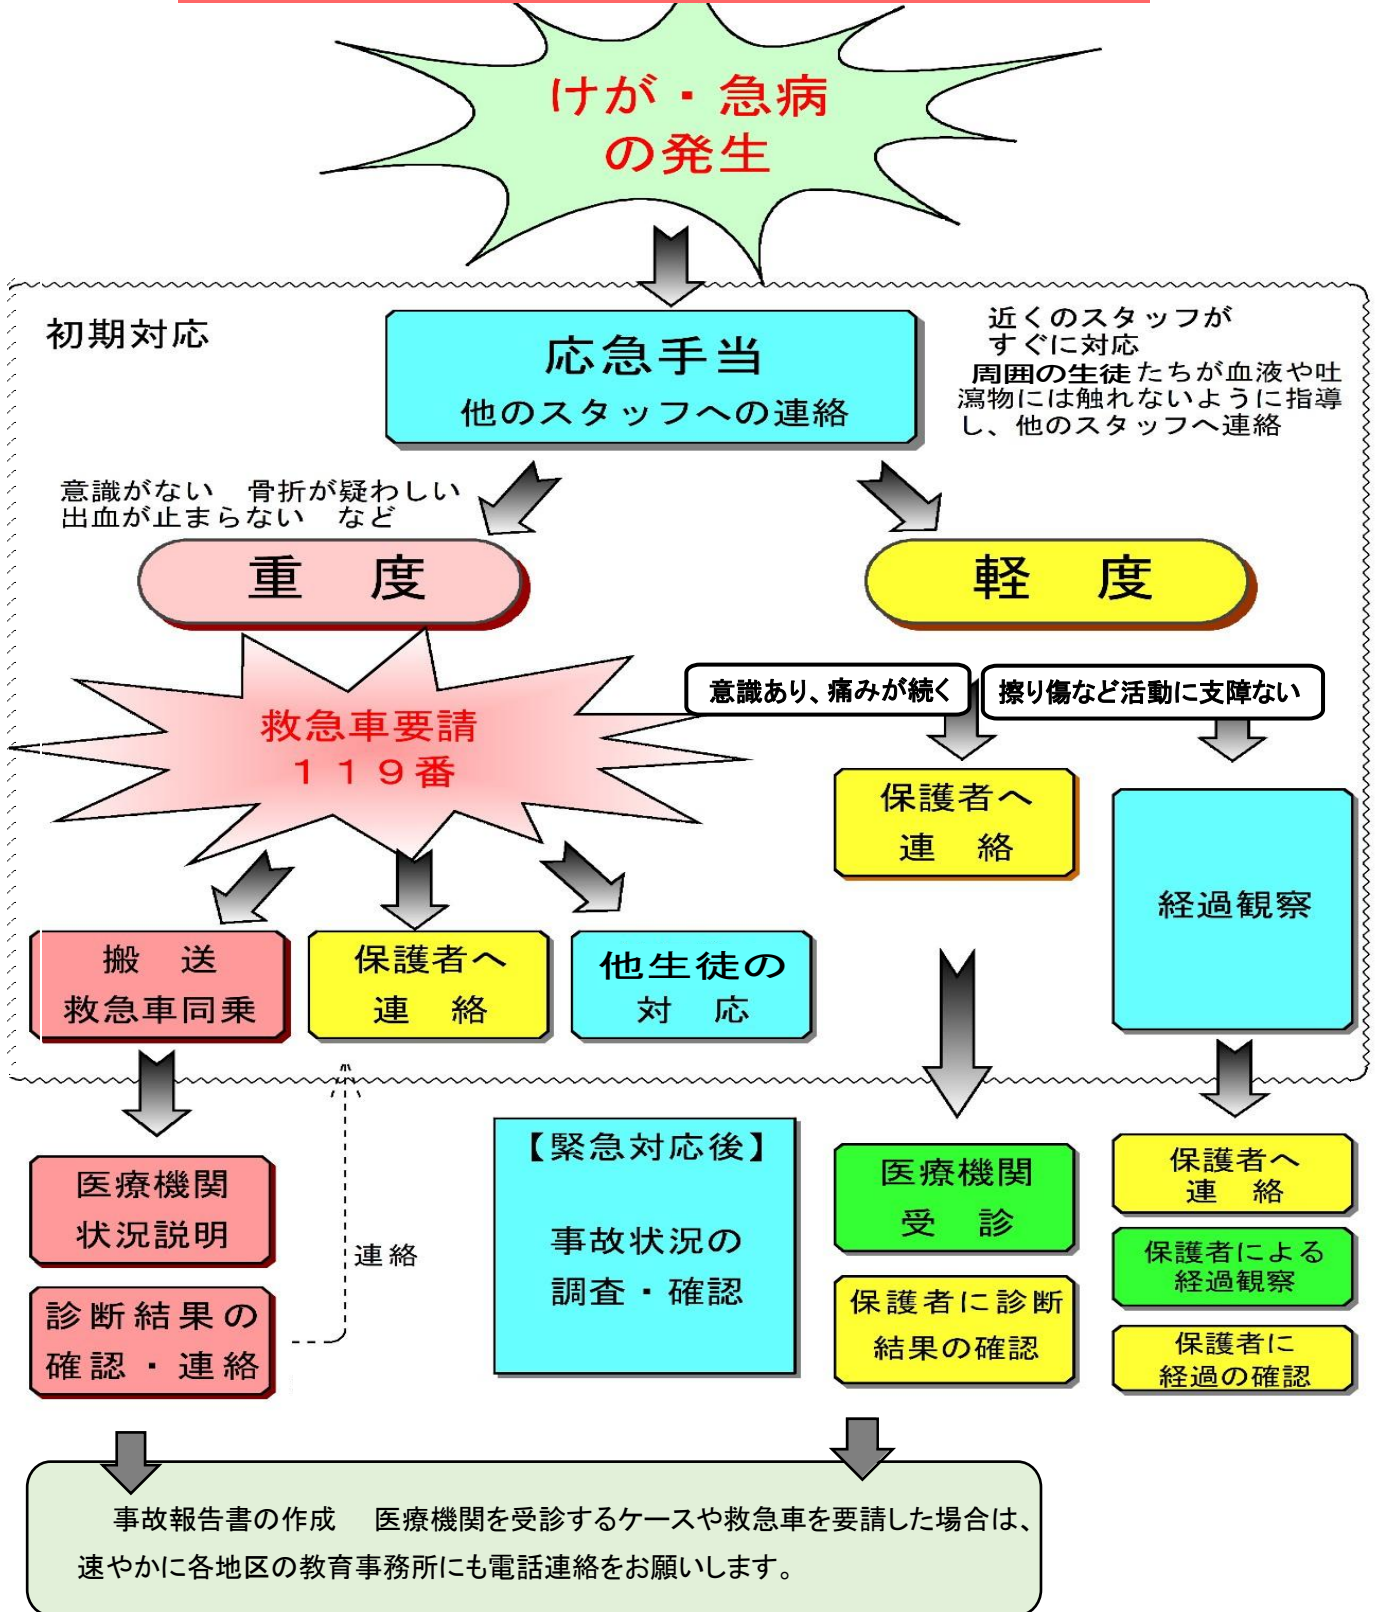 けが・急病
の発生
初期対応
応急手当
他のスタッフへの連絡
近くのスタッフが
すぐに対応
周囲の生徒たちが血液や吐
瀉物には触れないように指導
し、他のスタッフへ連絡
意識がない　骨折が疑わしい
出血が止まらない　など
重　度
軽　度
救急車要請
１１９番
意識あり、痛みが続く
擦り傷など活動に支障ない
保護者へ
連　絡
経過観察
搬　送
救急車同乗
保護者へ
連　絡
他生徒の
対　応
医療機関
状況説明
診断結果の
確認・連絡
連絡
【緊急対応後】
事故状況の
調査・確認
医療機関
受　診
保護者に診断
結果の確認
保護者へ
連　絡
保護者による
経過観察
保護者に
経過の確認
事故報告書の作成　医療機関を受診するケースや救急車を要請した場合は、
速やかに各地区の教育事務所にも電話連絡をお願いします。